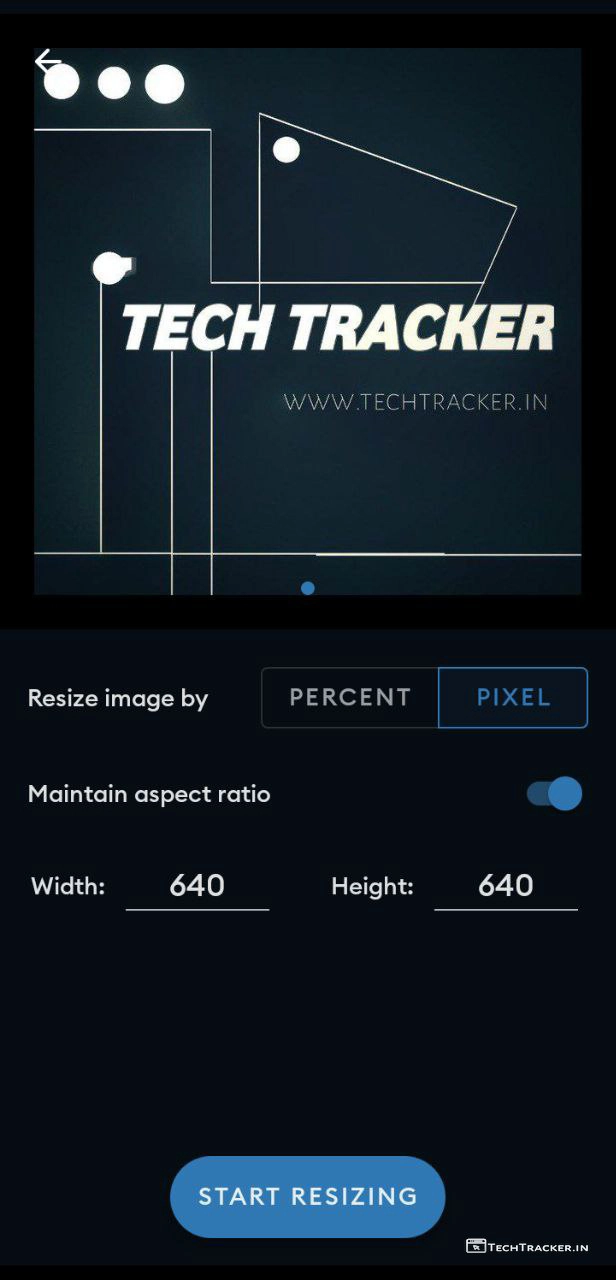 TECH TRACKER
WWW.TECHTRACKER.IN
Resize image by PERCENT PIXEL
Maintain aspect ratio
Width: 640 Height: 640
START RESIZING
TECHTRACKER.IN